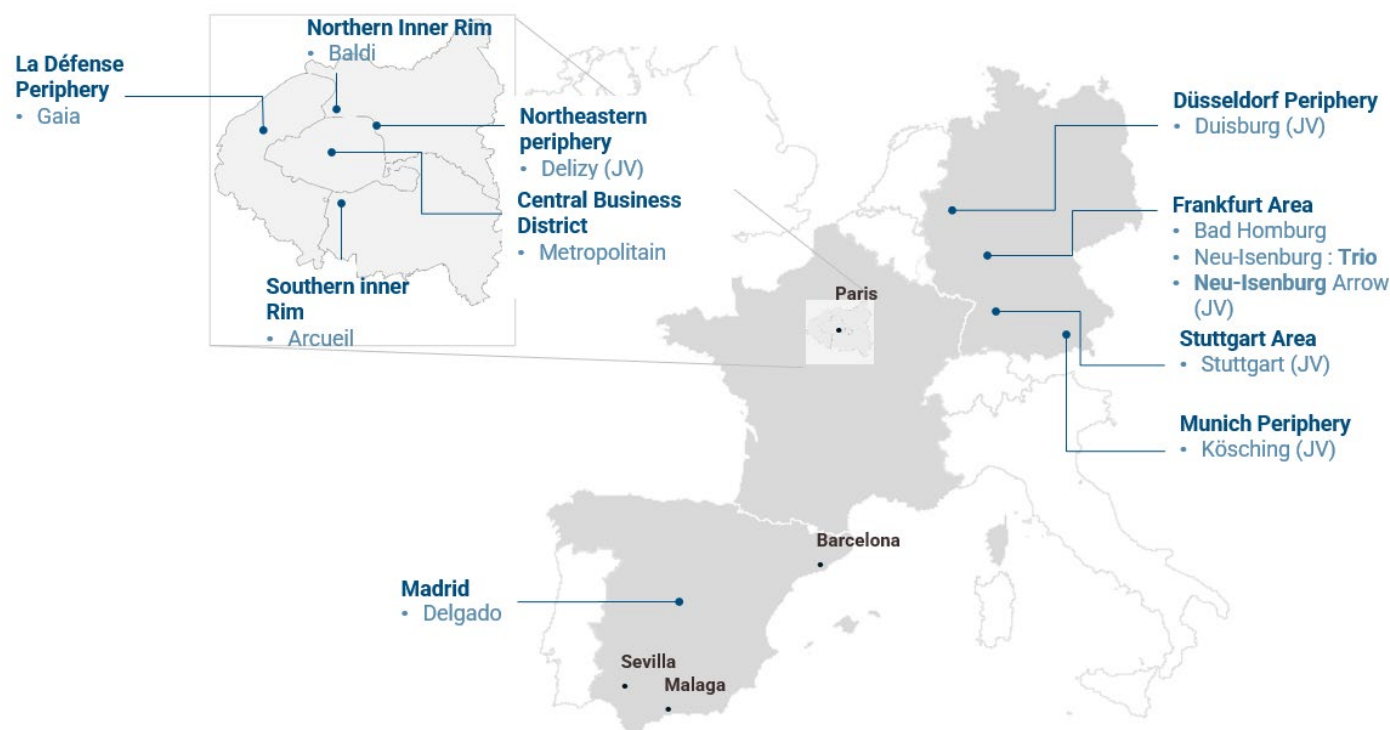 Northern Inner Rim
• Baldi
La Défense
Periphery
• Gaia
Northeastern
periphery
• Delizy (JV)
Central Business
District
• Metropolitain
Southern inner
Rim
• Arcueil
Paris
Düsseldorf Periphery
• Duisburg (JV)
Frankfurt Area
• Bad Homburg
• Neu-Isenburg : Trio
• Neu-Isenburg Arrow
(JV)
Stuttgart Area
• Stuttgart (JV)
Munich Periphery
• Kösching (JV)
Barcelona
Madrid
• Delgado
Sevilla
Malaga